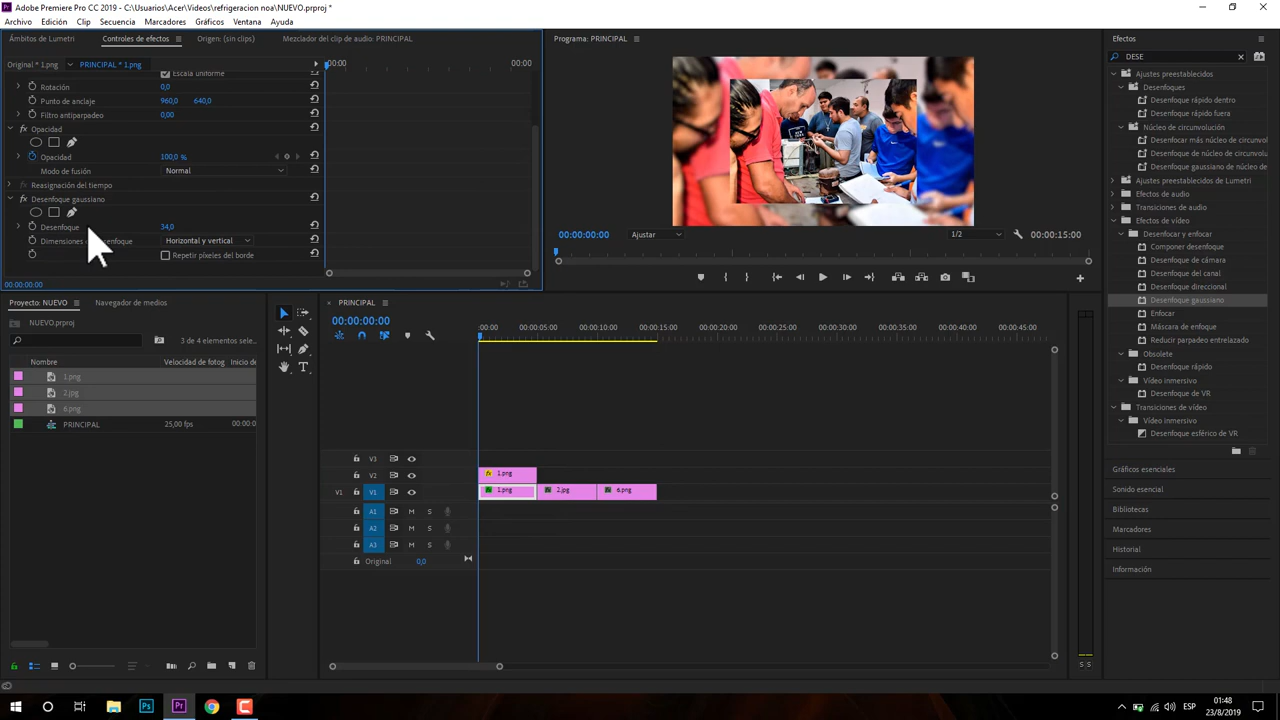 Adobe Premiere Pro CC 2019 - C:\Usuarios\Acer\Videos\refrigeracion noa\NUEVO.prproj *
Archivo Edición Clip Secuencia Marcadores Gráficos Ventana Ayuda
Ámbitos de Lumetri Controles de efectos Origen: (sin clips) Mezclador del clip de audio: PRINCIPAL
Original * 1.png PRINCIPAL * 1.png 00:00 00:00
Escala uniforme
Rotación 0,0
Punto de anclaje 960,0 640,0
Filtro antiparpadeo 0,00
fx Opacidad
Opacidad 100,0 %
Modo de fusión Normal
Reasignación del tiempo
fx Desenfoque gaussiano
Desenfoque 34,0
Dimensiones Horizontal y vertical
Repetir píxeles del borde
00:00:00:00
Programa: PRINCIPAL
00:00:00:00 Ajustar 1/2 00:00:15:00
Efectos
DESE
Ajustes preestablecidos
Desenfoques
Desenfoque rápido dentro
Desenfoque rápido fuera
Núcleo de circunvolución
Desenfocar más núcleo de circunvolu
Desenfoque de núcleo de circunvolu
Desenfoque gaussiano de núcleo de
Ajustes preestablecidos de Lumetri
Efectos de audio
Transiciones de audio
Efectos de vídeo
Desenfocar y enfocar
Componer desenfoque
Desenfoque de cámara
Desenfoque del canal
Desenfoque direccional
Desenfoque gaussiano
Enfocar
Máscara de enfoque
Reducir parpadeo entrelazado
Obsolete
Desenfoque rápido
Vídeo inmersivo
Desenfoque de VR
Transiciones de vídeo
Vídeo inmersivo
Desenfoque esférico de VR
Gráficos esenciales
Sonido esencial
Bibliotecas
Marcadores
Historial
Información
Proyecto: NUEVO Navegador de medios
NUEVO.prproj
3 de 4 elementos sele...
Nombre Velocidad de fotog Inicio de
1.png
2.jpg
6.png
PRINCIPAL 25,00 fps 00:00:0
PRINCIPAL
00:00:00:00
:00:00 00:00:05:00 00:00:10:00 00:00:15:00 00:00:20:00 00:00:25:00 00:00:30:00 00:00:35:00 00:00:40:00 00:00:45:00
V3
V2 1.png
V1 V1 1.png 2.jpg 6.png
A1 M S
A2 M S
A3 M S
Original 0,0
S S
ESP 01:48
23/8/2019